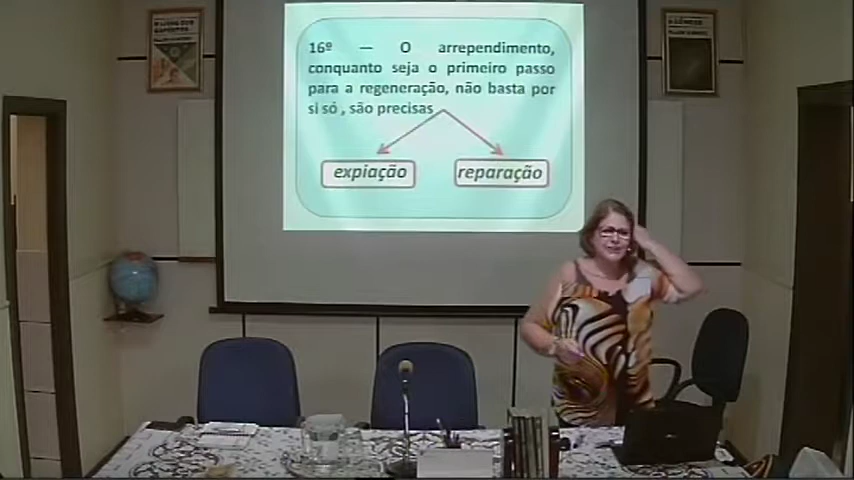 16º — O arrependimento,
conquanto seja o primeiro passo
para a regeneração, não basta por
si só , são precisas
expiação
reparação